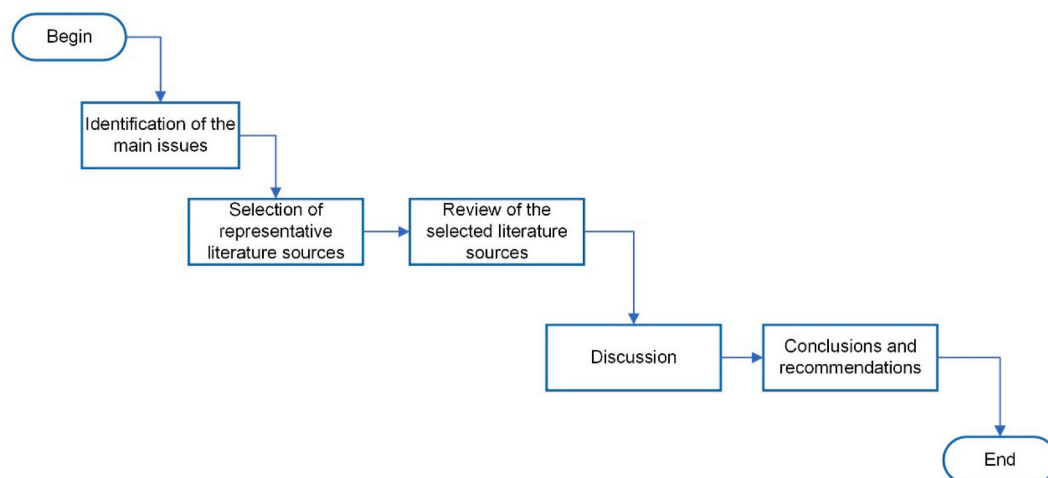 Begin
Identification of the
main issues
Selection of
representative
literature sources
Review of the
selected literature
sources
Discussion
Conclusions and
recommendations
End